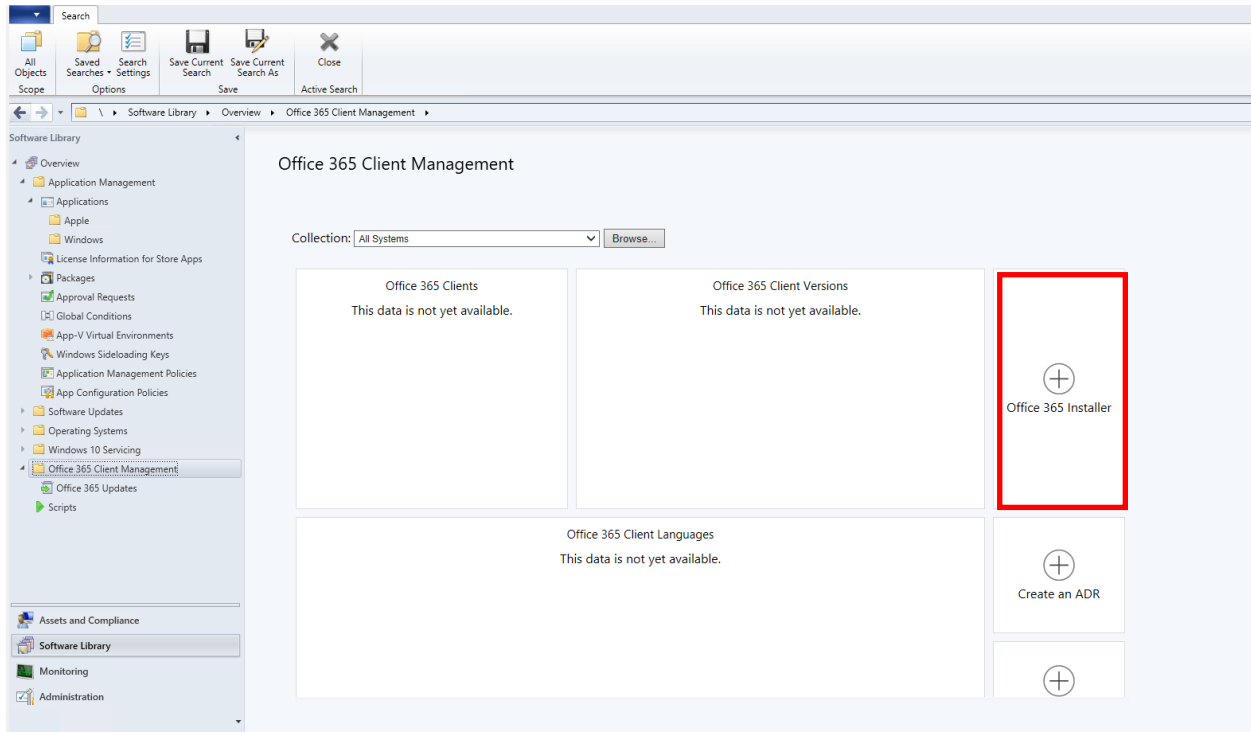 Search
All Objects
Saved Searches
Search Settings
Save Current Search
Save Current Search As
Close
Scope
Options
Save
Active Search
\ Software Library Overview Office 365 Client Management
Software Library
Overview
Application Management
Applications
Apple
Windows
License Information for Store Apps
Packages
Approval Requests
Global Conditions
App-V Virtual Environments
Windows Sideloading Keys
Application Management Policies
App Configuration Policies
Software Updates
Operating Systems
Windows 10 Servicing
Office 365 Client Management
Office 365 Updates
Scripts
Assets and Compliance
Software Library
Monitoring
Administration
Office 365 Client Management
Collection: All Systems Browse...
Office 365 Clients
This data is not yet available.
Office 365 Client Versions
This data is not yet available.
Office 365 Installer
Office 365 Client Languages
This data is not yet available.
Create an ADR